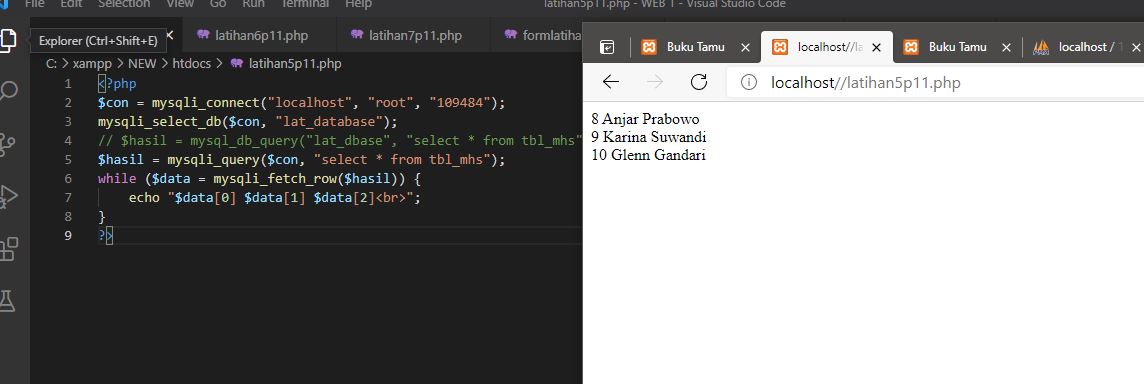 File Edit Selection View Go Run Terminal Help
latihan5p11.php - WEB 1 - Visual Studio Code
Explorer (Ctrl+Shift+E)
latihan6p11.php
latihan7p11.php
formlatiha
C: > xampp > NEW > htdocs > latihan5p11.php
1 <?php
2 $con = mysqli_connect("localhost", "root", "109484");
3 mysqli_select_db($con, "lat_database");
4 // $hasil = mysql_db_query("lat_dbase", "select * from tbl_mhs"
5 $hasil = mysqli_query($con, "select * from tbl_mhs");
6 while ($data = mysqli_fetch_row($hasil)) {
7 echo "$data[0] $data[1] $data[2]<br>";
8 }
9 ?>
Buku Tamu
localhost//la
Buku Tamu
localhost /
localhost//latihan5p11.php
8 Anjar Prabowo
9 Karina Suwandi
10 Glenn Gandari